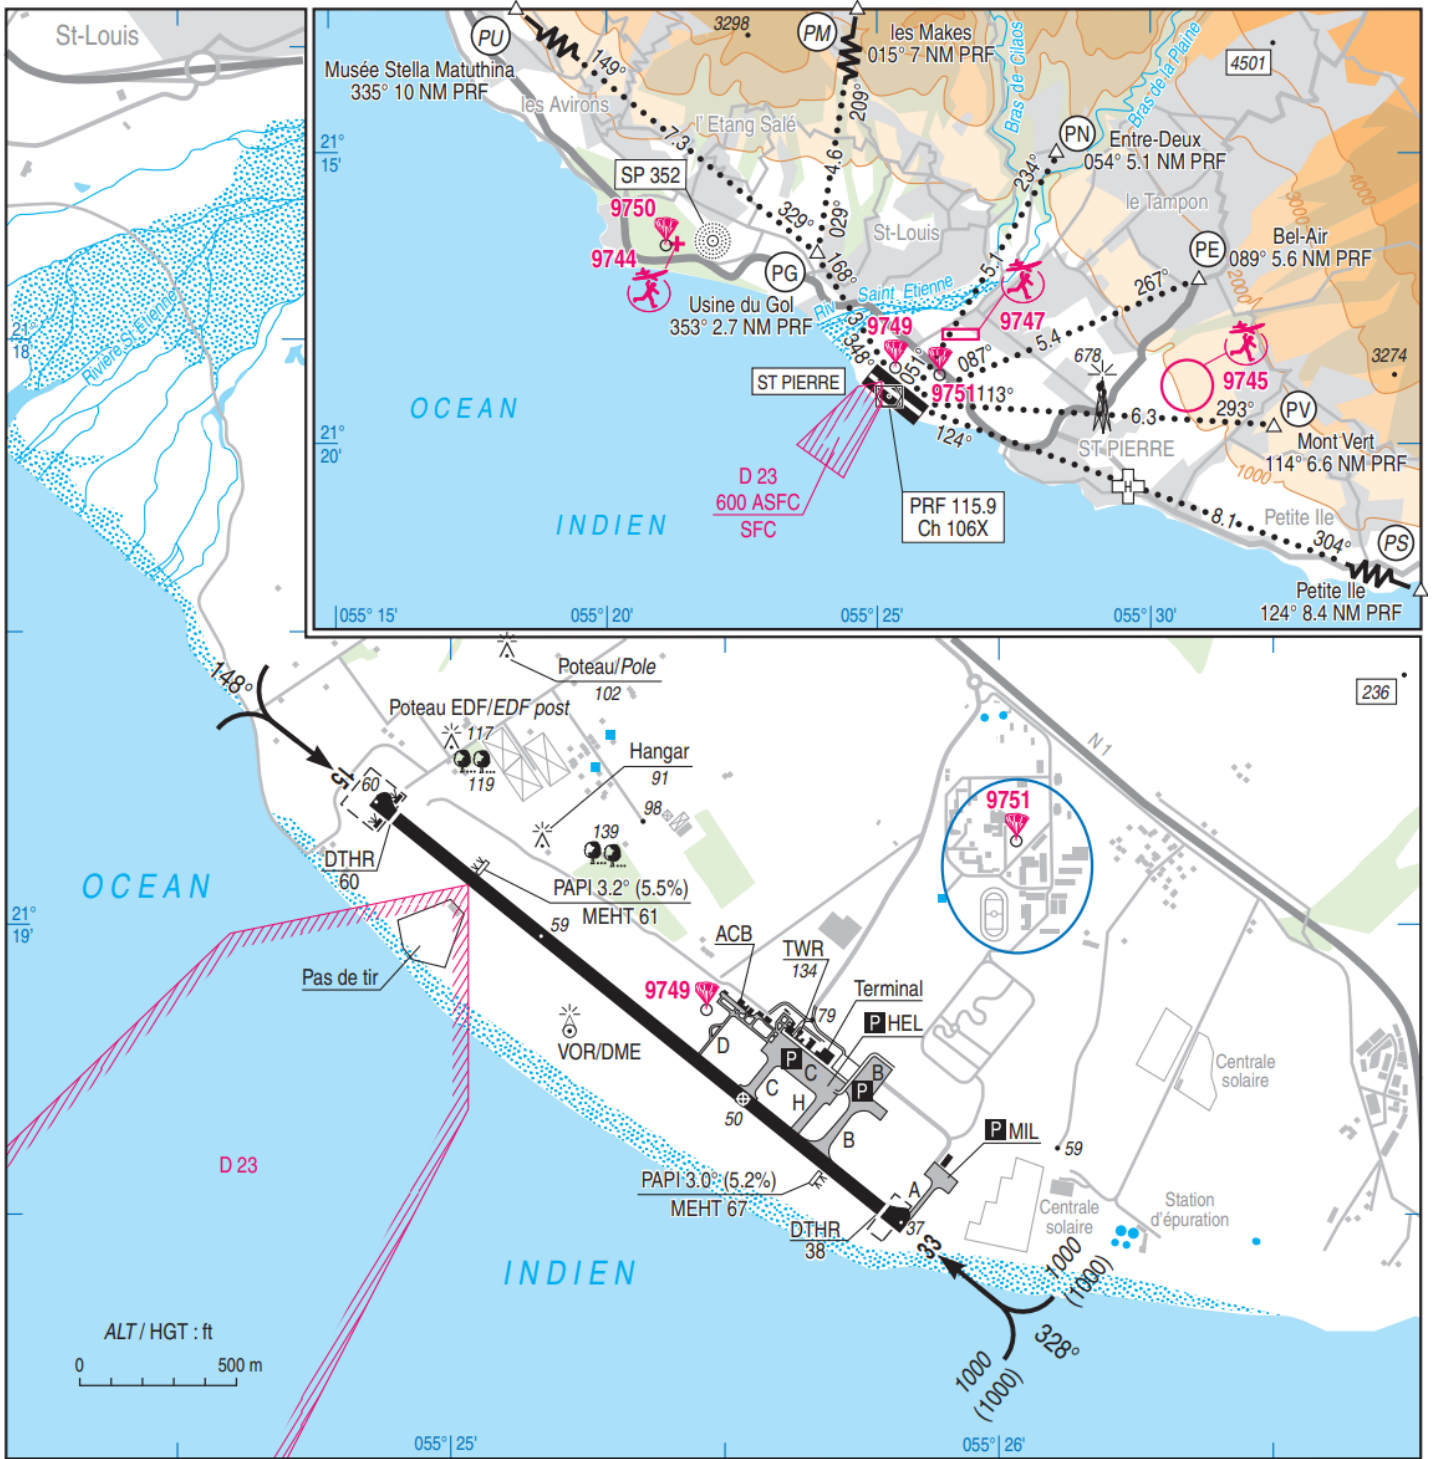 St-Louis
PU
Musée Stella Matuthina
335° 10 NM PRF
149°
les Avirons
7.3
3298
PM
les Makes
015° 7 NM PRF
209°
l' Etang Salé
4.6
Bras de Cilaos
Bras de la Plaine
4501
PN
Entre-Deux
054° 5.1 NM PRF
234°
le Tampon
4000
3000
21°
15'
SP 352
9750
9744
329°
029°
St-Louis
PG
168°
Usine du Gol
353° 2.7 NM PRF
Riv
Saint Etienne
5.1
9747
PE
Bel-Air
089° 5.6 NM PRF
267°
2000
3
348°
9749
051°
087°
5.4
678
9745
3274
ST PIERRE
9751
113°
6.3
293°
PV
Mont Vert
114° 6.6 NM PRF
1000
124°
ST PIERRE
H
21°
20'
OCEAN
INDIEN
D 23
600 ASFC
SFC
PRF 115.9
Ch 106X
8.1
Petite Ile
304°
PS
Petite Ile
124° 8.4 NM PRF
055° 15'
055° 20'
055° 25'
055° 30'
21°
18'
Rivière St-Etienne
148°
15
60
DTHR
60
Poteau/Pole
102
Poteau EDF/EDF post
117
119
Hangar
91
98
139
PAPI 3.2° (5.5%)
MEHT 61
59
N1
236
9751
OCEAN
21°
19'
Pas de tir
ACB
TWR
134
9749
79
Terminal
P HEL
VOR/DME
D
P
C
C
H
B
P
B
50
P MIL
59
Centrale
solaire
D 23
PAPI 3.0° (5.2%)
MEHT 67
A
37
DTHR
38
33
Centrale
solaire
Station
d'épuration
1000
(1000)
328°
1000
(1000)
INDIEN
ALT / HGT : ft
0
500 m
055° 25'
055° 26'